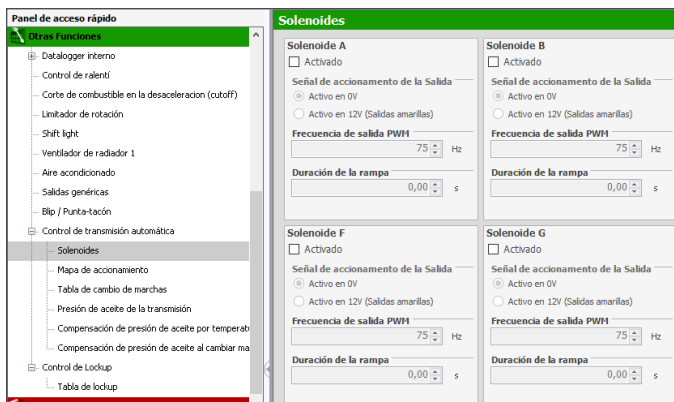 Panel de acceso rápido
Otras Funciones
Datalogger interno
Control de ralentí
Corte de combustible en la desaceleracion (cutoff)
Limitador de rotación
Shift light
Ventilador de radiador 1
Aire acondicionado
Salidas genéricas
Blip / Punta-tacón
Control de transmisión automática
Solenoides
Mapa de accionamiento
Tabla de cambio de marchas
Presión de aceite de la transmisión
Compensación de presión de aceite por temperatu
Compensación de presión de aceite al cambiar ma
Control de Lockup
Tabla de lockup
Solenoides
Solenoide A
Activado
Señal de accionamento de la Salida
Activo en 0V
Activo en 12V (Salidas amarillas)
Frecuencia de salida PWM
75 Hz
Duración de la rampa
0,00 s
Solenoide B
Activado
Señal de accionamento de la Salida
Activo en 0V
Activo en 12V (Salidas amarillas)
Frecuencia de salida PWM
75 Hz
Duración de la rampa
0,00 s
Solenoide F
Activado
Señal de accionamento de la Salida
Activo en 0V
Activo en 12V (Salidas amarillas)
Frecuencia de salida PWM
75 Hz
Duración de la rampa
0,00 s
Solenoide G
Activado
Señal de accionamento de la Salida
Activo en 0V
Activo en 12V (Salidas amarillas)
Frecuencia de salida PWM
75 Hz
Duración de la rampa
0,00 s